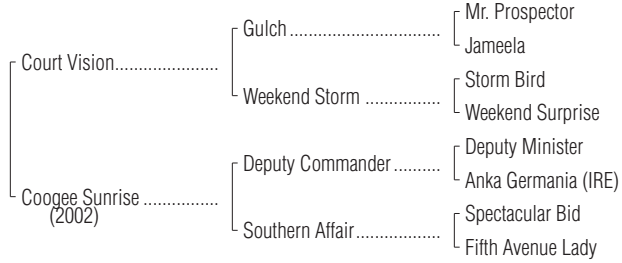 Mr. Prospector
Gulch
Jameela
Court Vision
Storm Bird
Weekend Storm
Weekend Surprise
Deputy Minister
Deputy Commander
Anka Germania (IRE)
Coogee Sunrise
(2002)
Spectacular Bid
Southern Affair
Fifth Avenue Lady